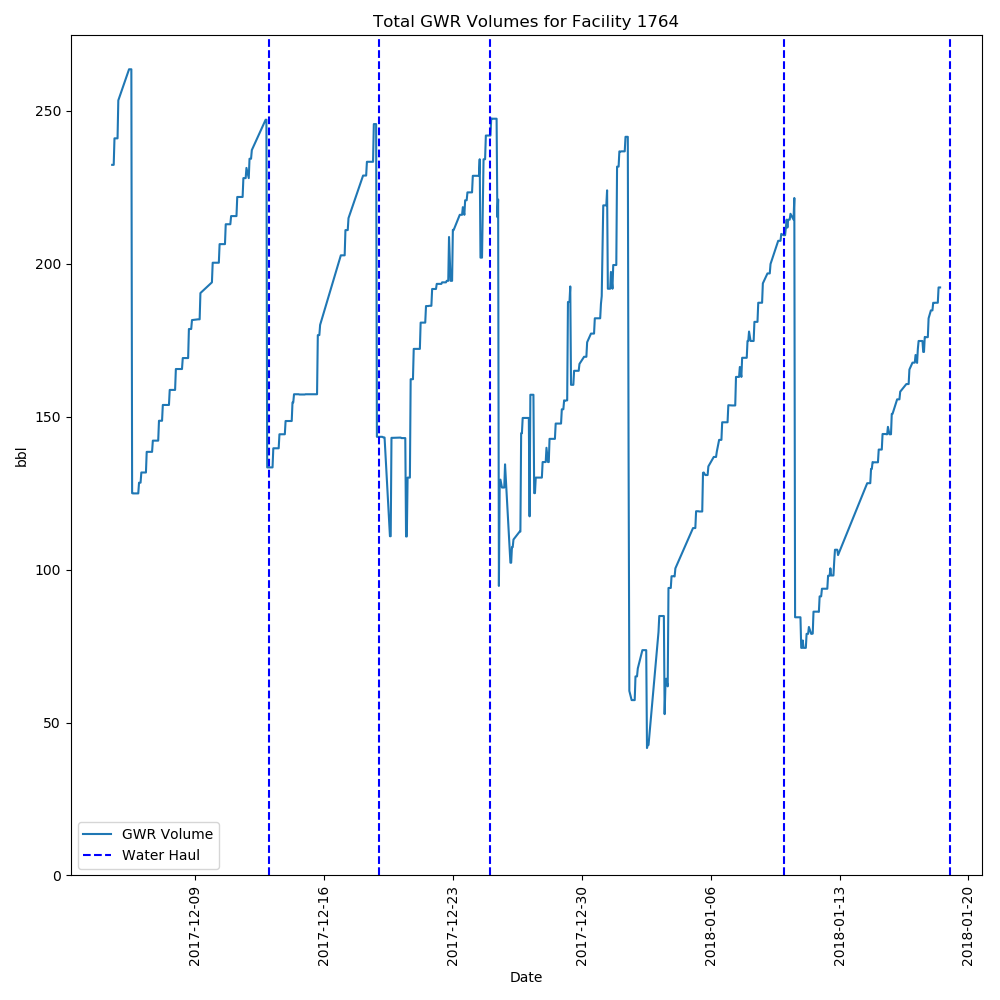 Total GWR Volumes for Facility 1764
250
200
150
100
50
0
bbl
GWR Volume
Water Haul
2017-12-09
2017-12-16
2017-12-23
2017-12-30
2018-01-06
2018-01-13
2018-01-20
Date